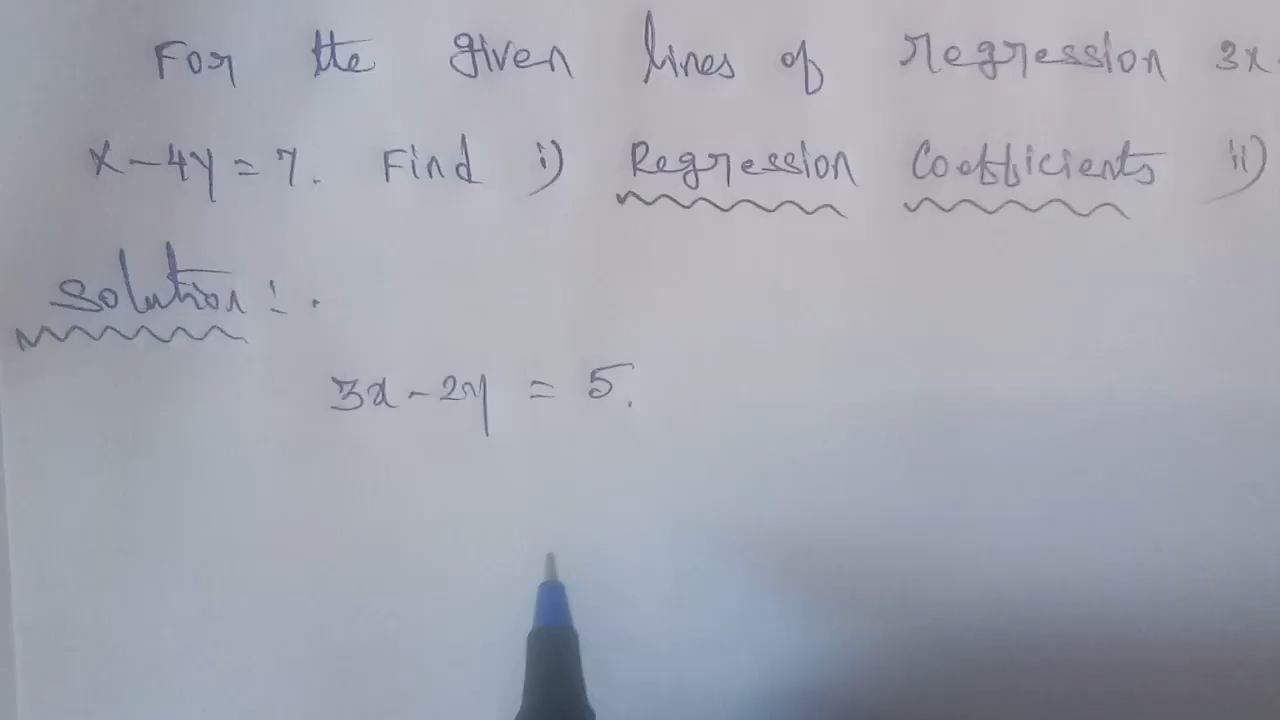 For the given lines of regression 3x
x - 4y = 7. Find i) Regression Coefficients ii)
Solution :.
3x - 2y = 5.